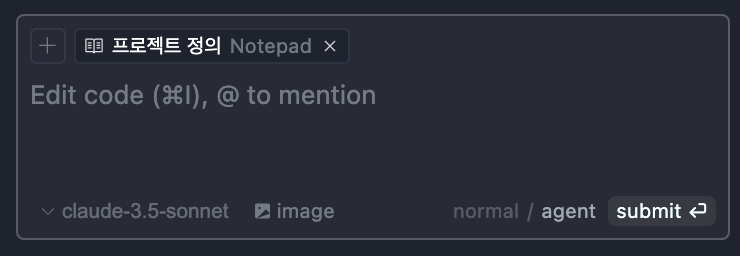 프로젝트 정의 Notepad ×
Edit code (⌘I), @ to mention
claude-3.5-sonnet image normal / agent submit